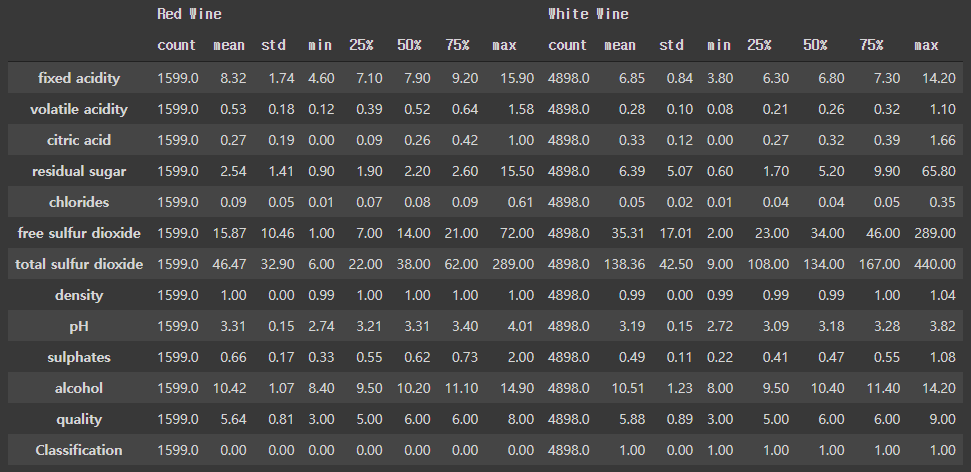 Red Wine White Wine
count mean std min 25% 50% 75% max count mean std min 25% 50% 75% max
fixed acidity 1599.0 8.32 1.74 4.60 7.10 7.90 9.20 15.90 4898.0 6.85 0.84 3.80 6.30 6.80 7.30 14.20
volatile acidity 1599.0 0.53 0.18 0.12 0.39 0.52 0.64 1.58 4898.0 0.28 0.10 0.08 0.21 0.26 0.32 1.10
citric acid 1599.0 0.27 0.19 0.00 0.09 0.26 0.42 1.00 4898.0 0.33 0.12 0.00 0.27 0.32 0.39 1.66
residual sugar 1599.0 2.54 1.41 0.90 1.90 2.20 2.60 15.50 4898.0 6.39 5.07 0.60 1.70 5.20 9.90 65.80
chlorides 1599.0 0.09 0.05 0.01 0.07 0.08 0.09 0.61 4898.0 0.05 0.02 0.01 0.04 0.04 0.05 0.35
free sulfur dioxide 1599.0 15.87 10.46 1.00 7.00 14.00 21.00 72.00 4898.0 35.31 17.01 2.00 23.00 34.00 46.00 289.00
total sulfur dioxide 1599.0 46.47 32.90 6.00 22.00 38.00 62.00 289.00 4898.0 138.36 42.50 9.00 108.00 134.00 167.00 440.00
density 1599.0 1.00 0.00 0.99 1.00 1.00 1.00 1.00 4898.0 0.99 0.00 0.99 0.99 0.99 1.00 1.04
pH 1599.0 3.31 0.15 2.74 3.21 3.31 3.40 4.01 4898.0 3.19 0.15 2.72 3.09 3.18 3.28 3.82
sulphates 1599.0 0.66 0.17 0.33 0.55 0.62 0.73 2.00 4898.0 0.49 0.11 0.22 0.41 0.47 0.55 1.08
alcohol 1599.0 10.42 1.07 8.40 9.50 10.20 11.10 14.90 4898.0 10.51 1.23 8.00 9.50 10.40 11.40 14.20
quality 1599.0 5.64 0.81 3.00 5.00 6.00 6.00 8.00 4898.0 5.88 0.89 3.00 5.00 6.00 6.00 9.00
Classification 1599.0 0.00 0.00 0.00 0.00 0.00 0.00 0.00 4898.0 1.00 0.00 1.00 1.00 1.00 1.00 1.00